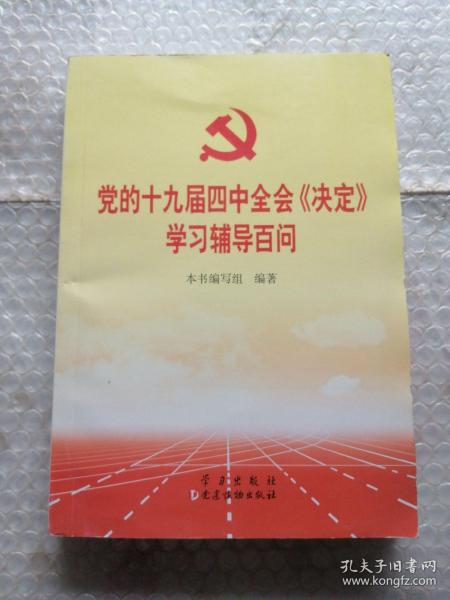 党的十九届四中全会《决定》
学习辅导百问
本书编写组 编著
学习出版社
党建读物出版社
孔夫子旧书网
www.kongfz.com